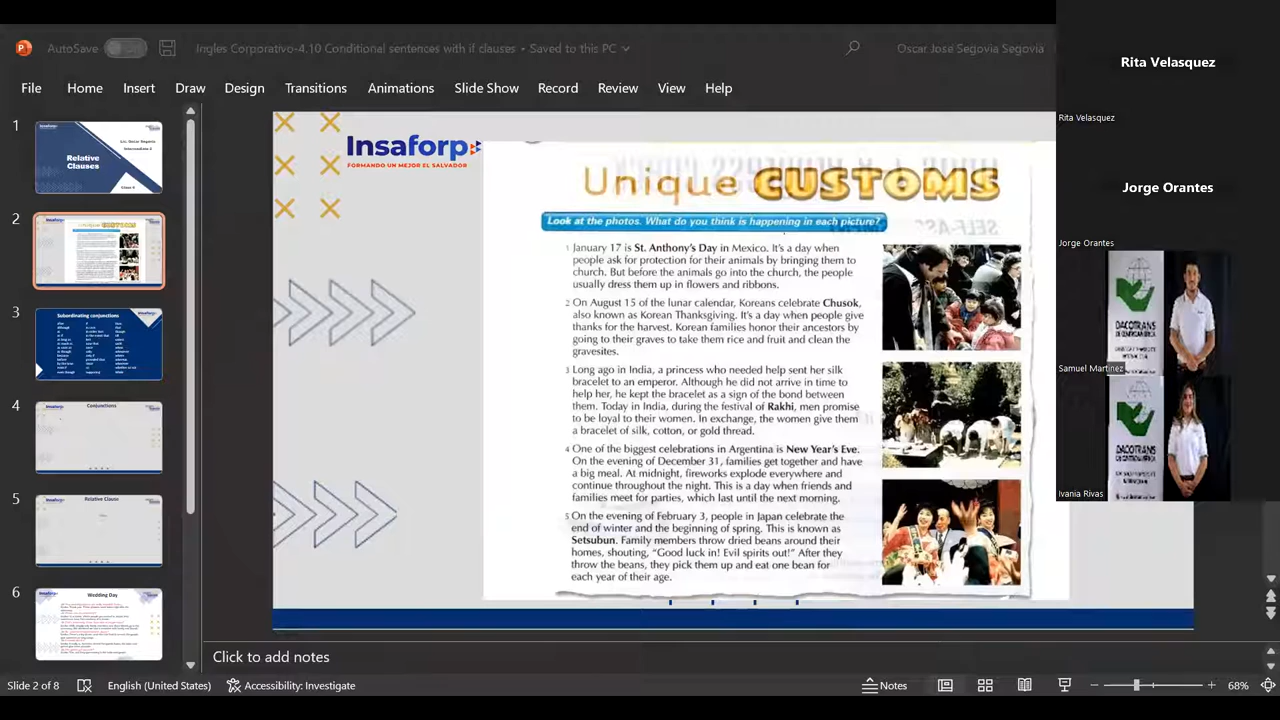 AutoSave
Ingles Corporativo-4.10 Conditional sentences with if clauses • Saved to this PC
Oscar José Segovia Segovia
File Home Insert Draw Design Transitions Animations Slide Show Record Review View Help
Rita Velasquez
Rita Velasquez
Jorge Orantes
Jorge Orantes
Samuel Martinez
Ivania Rivas
DACOTRANS
DACOTRANS
1
Relative
Clauses
2
3
Subordinating conjunctions
4
Conjunctions
5
Relative Clause
6
Wedding Day
Insaforp
FORMANDO UN MEJOR EL SALVADOR
Unique CUSTOMS
Look at the photos. What do you think is happening in each picture?
1 January 17 is St. Anthony's Day in Mexico. It's a day when
people ask for protection for their animals by bringing them to
church. But before the animals go into the church, the people
usually dress them up in flowers and ribbons.
2 On August 15 of the lunar calendar, Koreans celebrate Chusok,
also known as Korean Thanksgiving. It's a day when people give
thanks for the harvest. Korean families honor their ancestors by
going to their graves to take them rice and fruit and clean the
gravesites.
3 Long ago in India, a princess who needed help sent her silk
bracelet to an emperor. Although he did not arrive in time to
help her, he kept the bracelet as a sign of the bond between
them. Today in India, during the festival of Rakhi, men promise
to be loyal to their women. In exchange, the women give them
a bracelet of silk, cotton, or gold thread.
4 One of the biggest celebrations in Argentina is New Year's Eve.
On the evening of December 31, families get together and have
a big meal. At midnight, fireworks explode everywhere and
continue throughout the night. This is a day when friends and
families meet for parties, which last until the next morning.
5 On the evening of February 3, people in Japan celebrate the
end of winter and the beginning of spring. This is known as
Setsubun. Family members throw dried beans around their
homes, shouting, "Good luck in! Evil spirits out!" After they
throw the beans, they pick them up and eat one bean for
each year of their age.
Click to add notes
Slide 2 of 8 English (United States) Accessibility: Investigate Notes 68%